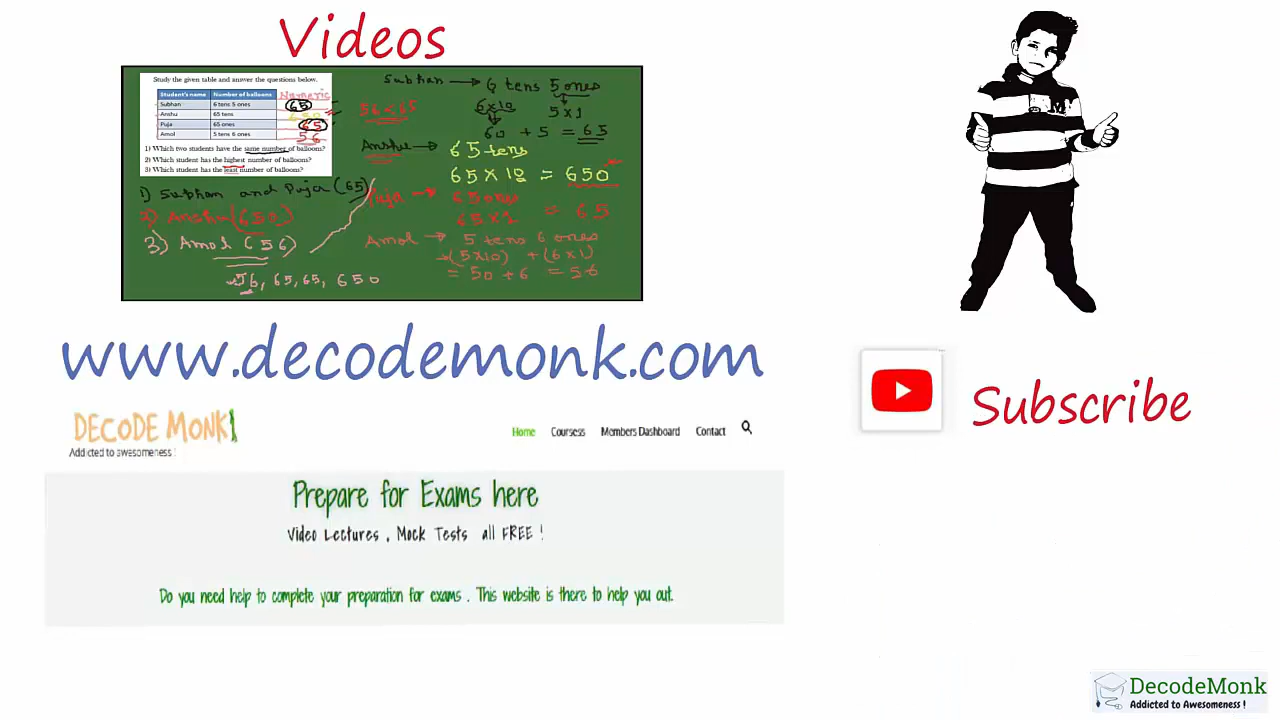 Videos
Study the given table and answer the questions below.
Student's name Number of balloons Numeric
Subhan 6 tens 5 ones 65
Anshu 65 tens 650
Puja 65 ones 65
Amol 5 tens 6 ones 56
1) Which two students have the same number of balloons?
2) Which student has the highest number of balloons?
3) Which student has the least number of balloons?
1) Subhan and Puja (65)
2) Anshu (650)
3) Amol (56)
56, 65, 65, 650
56 < 65
Subhan → 6 tens 5 ones
6×10 5×1
60 + 5 = 65
Anshu → 65 tens
65 × 10 = 650
Puja → 65 ones
65×1 = 65
Amol → 5 tens 6 ones
→ (5×10) + (6×1)
= 50 + 6 = 56
www.decodemonk.com
DECODE MONK
Addicted to awesomeness !
Home Coursess Members Dashboard Contact
Prepare for Exams here
Video Lectures , Mock Tests all FREE !
Do you need help to complete your preparation for exams . This website is there to help you out.
Subscribe
DecodeMonk
Addicted to Awesomeness !